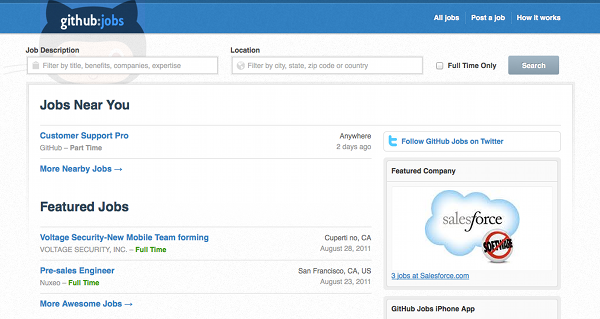 github:jobs
All jobs Post a job How it works
Job Description
Location
Filter by title, benefits, companies, expertise
Filter by city, state, zip code or country
Full Time Only
Search
Jobs Near You
Customer Support Pro
Anywhere
GitHub – Part Time
2 days ago
More Nearby Jobs →
Featured Jobs
Voltage Security-New Mobile Team forming
Cuperti no, CA
VOLTAGE SECURITY, INC. – Full Time
August 28, 2011
Pre-sales Engineer
San Francisco, CA, US
Nuxeo – Full Time
August 23, 2011
More Awesome Jobs →
Follow GitHub Jobs on Twitter
Featured Company
salesforce
SOFTWARE
3 jobs at Salesforce.com
GitHub Jobs iPhone App